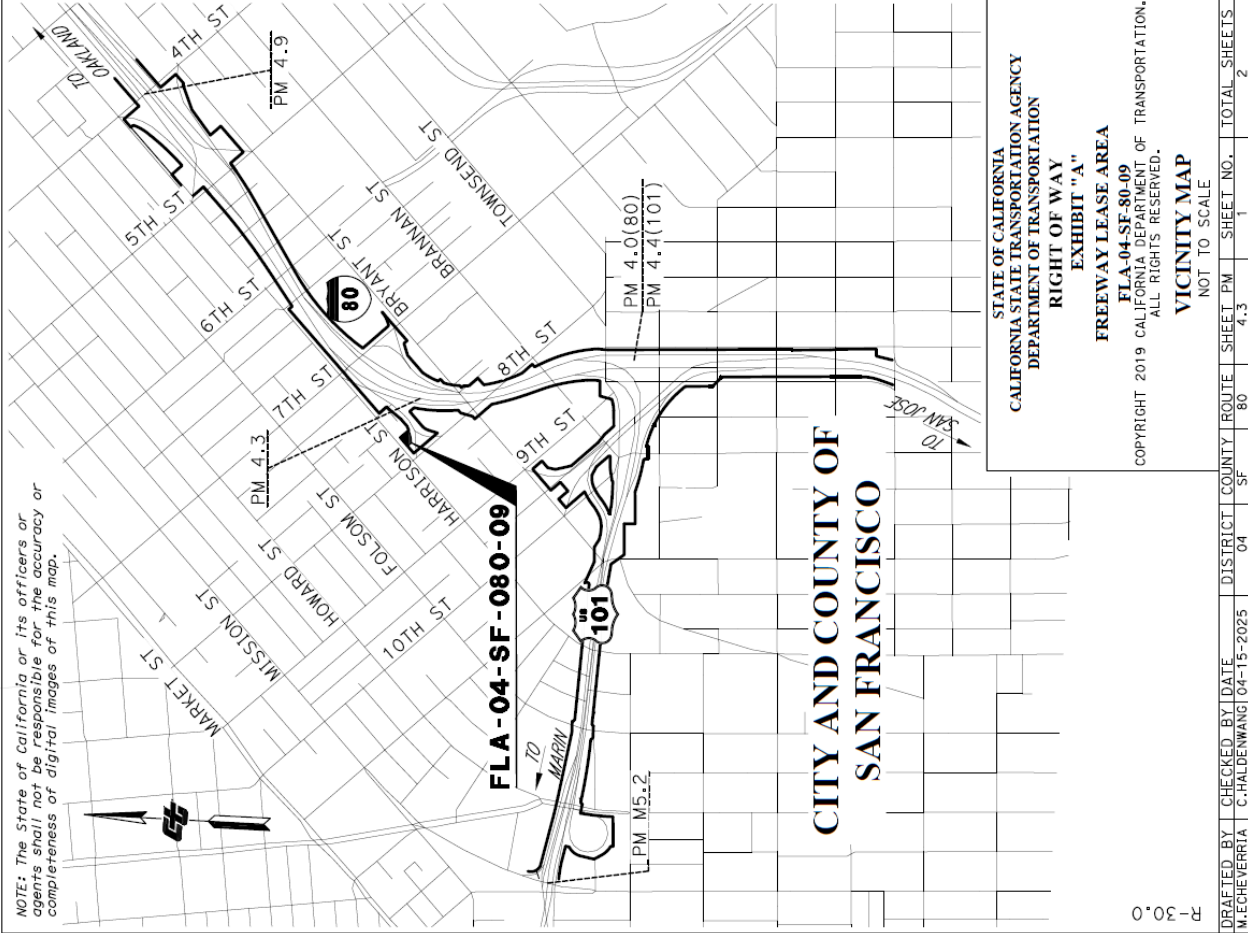 NOTE: The State of California or its officers or
agents shall not be responsible for the accuracy or
completeness of digital images of this map.
TO
OAKLAND
4TH ST
PM 4.9
5TH ST
6TH ST
7TH ST
80
BRYANT ST
BRANNAN ST
TOWNSEND ST
PM 4.3
HARRISON ST
8TH ST
9TH ST
FOLSOM ST
HOWARD ST
MISSION ST
MARKET ST
10TH ST
FLA-04-SF-080-09
PM 4.0(80)
PM 4.4(101)
US
101
TO
MARIN
PM M5.2
TO
SAN JOSE
CITY AND COUNTY OF
SAN FRANCISCO
STATE OF CALIFORNIA
CALIFORNIA STATE TRANSPORTATION AGENCY
DEPARTMENT OF TRANSPORTATION
RIGHT OF WAY
EXHIBIT "A"
FREEWAY LEASE AREA
FLA-04-SF-80-09
COPYRIGHT 2019 CALIFORNIA DEPARTMENT OF TRANSPORTATION.
ALL RIGHTS RESERVED.
VICINITY MAP
NOT TO SCALE
R-30.0
DRAFTED BY CHECKED BY DATE DISTRICT COUNTY ROUTE SHEET PM SHEET NO. TOTAL SHEETS
M.ECHEVERRIA C.HALDENWANG 04-15-2025 04 SF 80 4.3 1 2